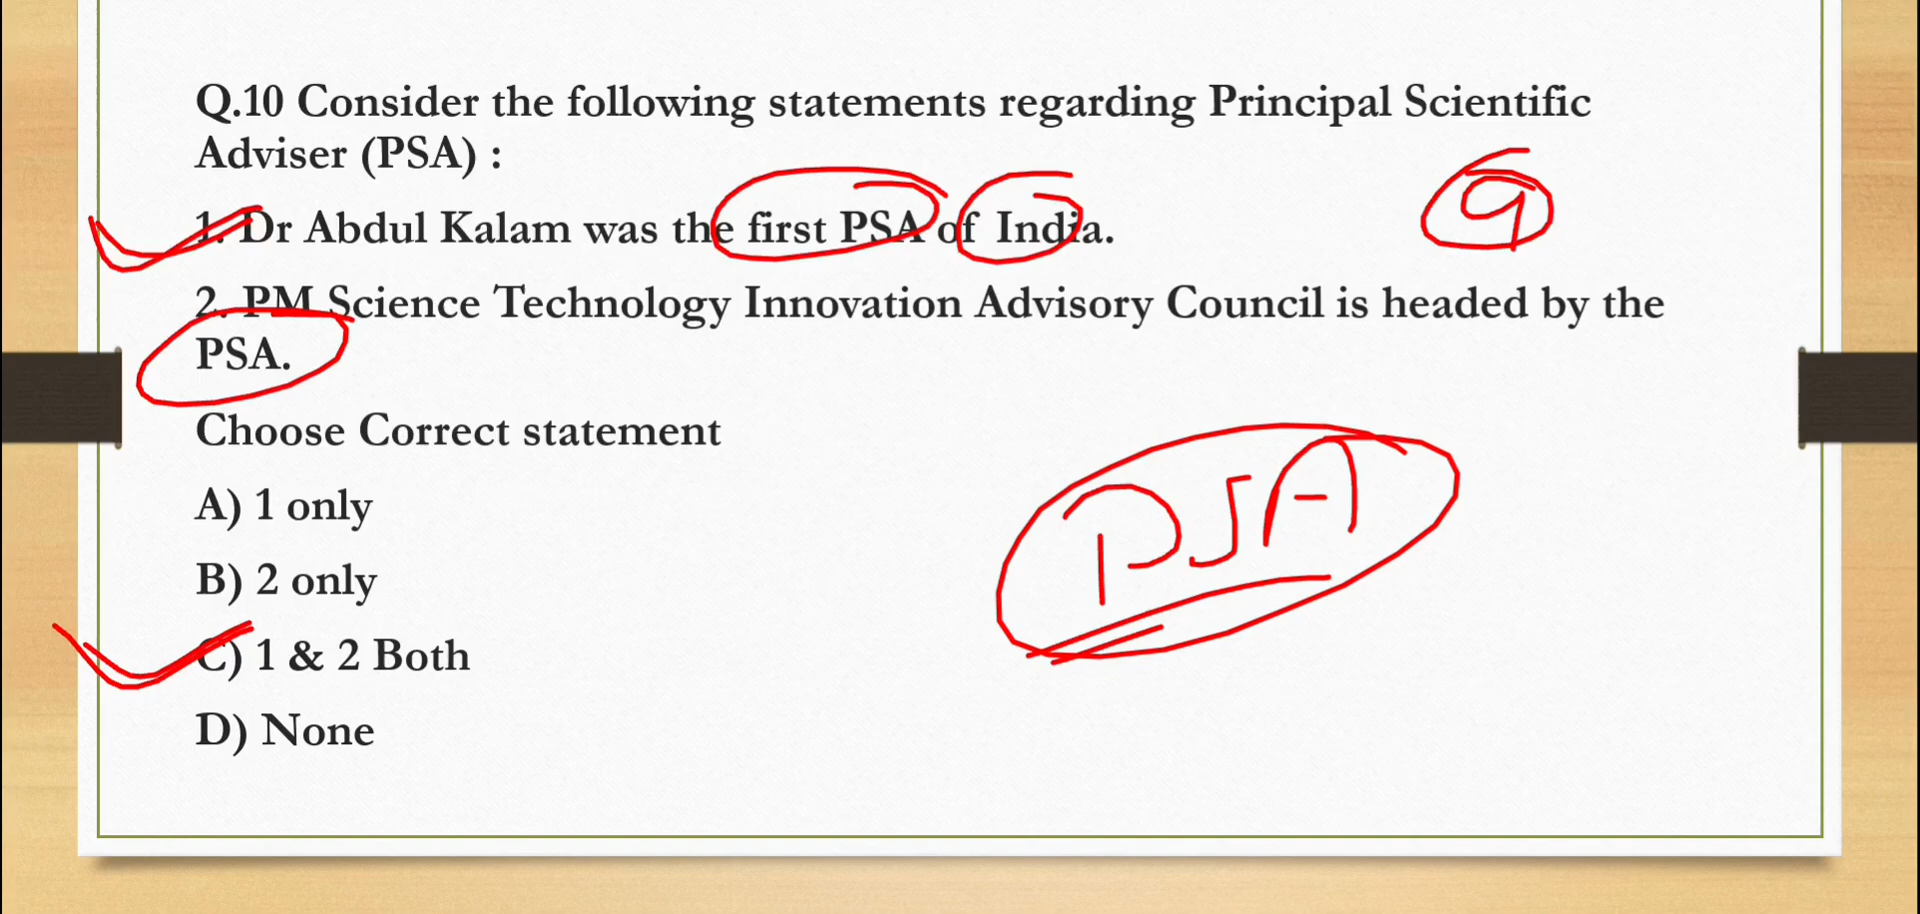 Q.10 Consider the following statements regarding Principal Scientific
Adviser (PSA) :
9
1. Dr Abdul Kalam was the first PSA of India.
2. PM Science Technology Innovation Advisory Council is headed by the
PSA.
Choose Correct statement
PSA
A) 1 only
B) 2 only
C) 1 & 2 Both
D) None